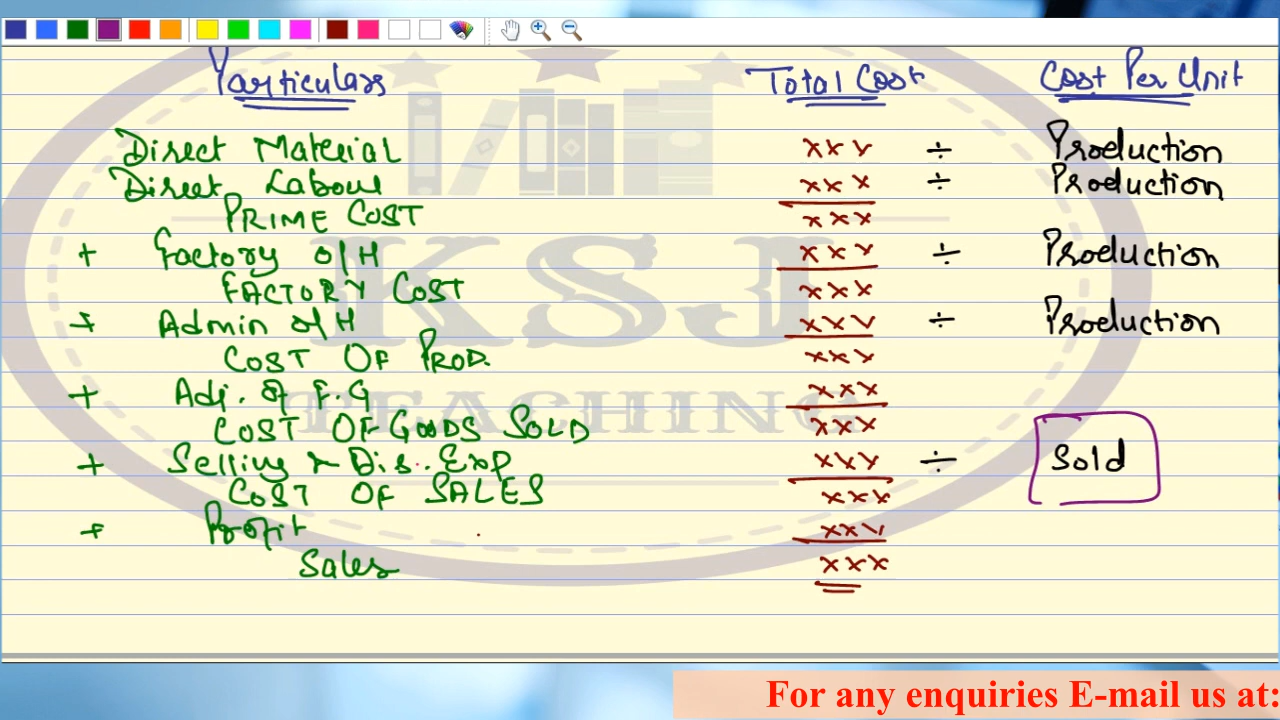 Particulars Total Cost Cost Per Unit
Direct Material xxx ÷ Production
Direct Labour xxx ÷ Production
PRIME COST xxx
+ Factory o/H xxx ÷ Production
FACTORY COST xxx
+ Admin o/H xxx ÷ Production
COST OF PROD. xxx
+ Adj. of F.G xxx
COST OF GOODS SOLD xxx
+ Selling & Dis. Exp xxx ÷ Sold
COST OF SALES xxx
+ Profit xxx
Sales xxx
KSJ
TEACHING
For any enquiries E-mail us at: